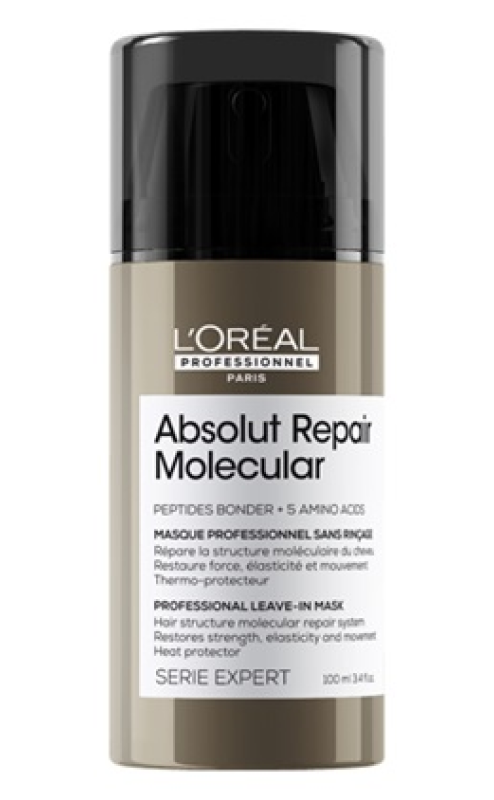 L'ORÉAL
PROFESSIONNEL
PARIS
Absolut Repair
Molecular
PEPTIDES BONDER + 5 AMINO ACIDS
MASQUE PROFESSIONNEL SANS RINÇAGE
Répare la structure moléculaire du cheveu
Restaure force, élasticité et mouvement
Thermo-protecteur
PROFESSIONAL LEAVE-IN MASK
Hair structure molecular repair system
Restores strength, elasticity and movement
Heat protector
SERIE EXPERT
100 ml 3.4 fl.oz.